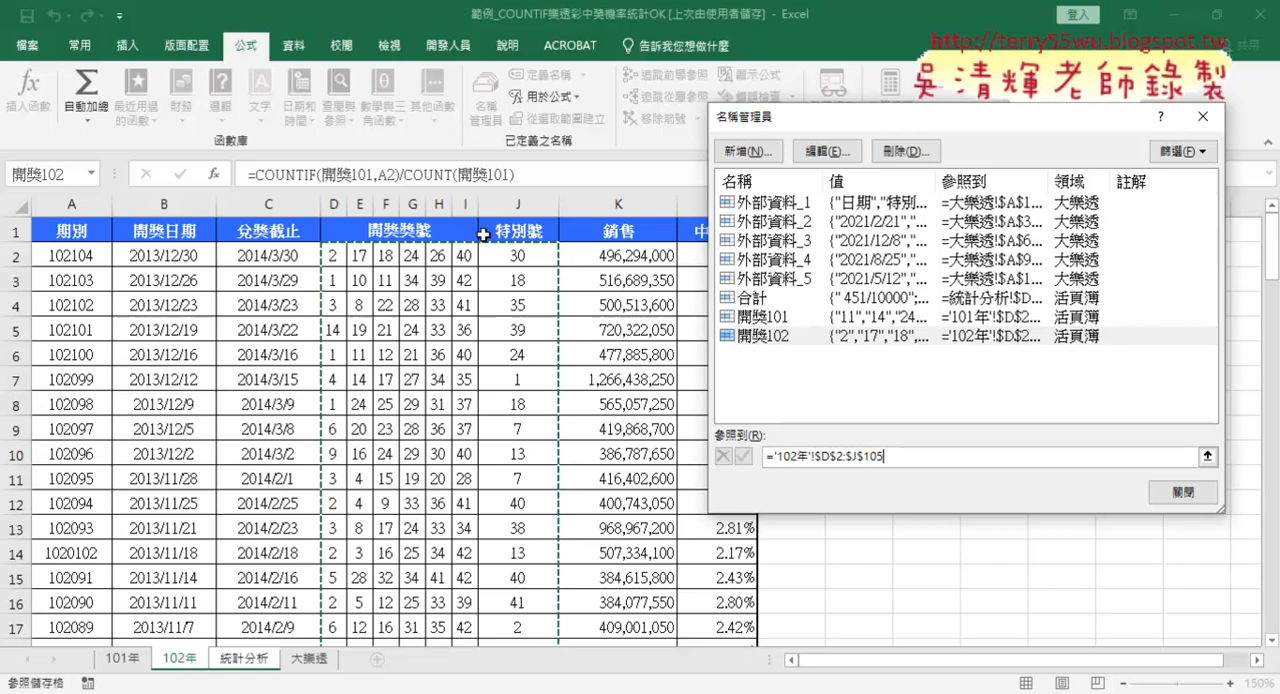 範例_COUNTIF樂透彩中獎機率統計OK [上次由使用者儲存] - Excel
登入
檔案 常用 插入 版面配置 公式 資料 校閱 檢視 開發人員 說明 ACROBAT 告訴我您想做什麼 共用
http://terry55wu.blogspot.tw
吳清輝老師錄製
插入函數 自動加總 最近用過的函數 財務 邏輯 文字 日期和時間 查閱與參照 數學與三角函數 其他函數
函數庫
名稱管理員 定義名稱 用於公式 從選取範圍建立
已定義之名稱
追蹤前導參照 顯示公式
追蹤從屬參照 錯誤檢查
移除箭號
開獎102 fx =COUNTIF(開獎101,A2)/COUNT(開獎101)
A B C D E F G H I J K
1 期別 開獎日期 兌獎截止 開獎獎號 特別號 銷售 中
2 102104 2013/12/30 2014/3/30 2 17 18 24 26 40 30 496,294,000
3 102103 2013/12/26 2014/3/29 1 10 11 34 39 42 18 516,689,350
4 102102 2013/12/23 2014/3/23 3 8 22 28 33 41 35 500,513,600
5 102101 2013/12/19 2014/3/22 14 19 21 24 33 36 39 720,322,050
6 102100 2013/12/16 2014/3/16 1 11 12 21 36 40 24 477,885,800
7 102099 2013/12/12 2014/3/15 4 14 17 27 34 35 1 1,266,438,250
8 102098 2013/12/9 2014/3/9 1 24 25 29 31 37 18 565,057,250
9 102097 2013/12/5 2014/3/8 6 20 23 28 36 37 7 419,868,700
10 102096 2013/12/2 2014/3/2 9 16 24 29 30 40 13 386,787,650
11 102095 2013/11/28 2014/2/1 3 4 15 19 20 28 7 416,402,600
12 102094 2013/11/25 2014/2/25 2 4 9 33 36 41 40 400,743,050
13 102093 2013/11/21 2014/2/23 3 8 17 24 33 34 38 968,967,200 2.81%
14 1020102 2013/11/18 2014/2/18 2 3 16 25 34 42 13 507,334,100 2.17%
15 102091 2013/11/14 2014/2/16 5 28 32 34 41 42 40 384,615,800 2.43%
16 102090 2013/11/11 2014/2/11 2 5 12 25 33 39 41 384,077,550 2.80%
17 102089 2013/11/7 2014/2/9 6 12 16 31 35 42 2 409,001,050 2.42%
名稱管理員 ? ×
新增(N)... 編輯(E)... 刪除(D)... 篩選(F)
名稱 值 參照到 領域 註解
外部資料_1 {"日期","特別... =大樂透!$A$3... 大樂透
外部資料_2 {"2021/2/21","... =大樂透!$A$3... 大樂透
外部資料_3 {"2021/12/8","... =大樂透!$A$6... 大樂透
外部資料_4 {"2021/8/25","... =大樂透!$A$9... 大樂透
外部資料_5 {"2021/5/12","... =大樂透!$A$1... 大樂透
合計 {" 451/10000";... =統計分析!$D... 活頁簿
開獎101 {"11","14","24... ='101年'!$D$2... 活頁簿
開獎102 {"2","17","18",... ='102年'!$D$2... 活頁簿
參照到(R):
='102年'!$D$2:$J$105
關閉
101年 102年 統計分析 大樂透
參照儲存格 150%